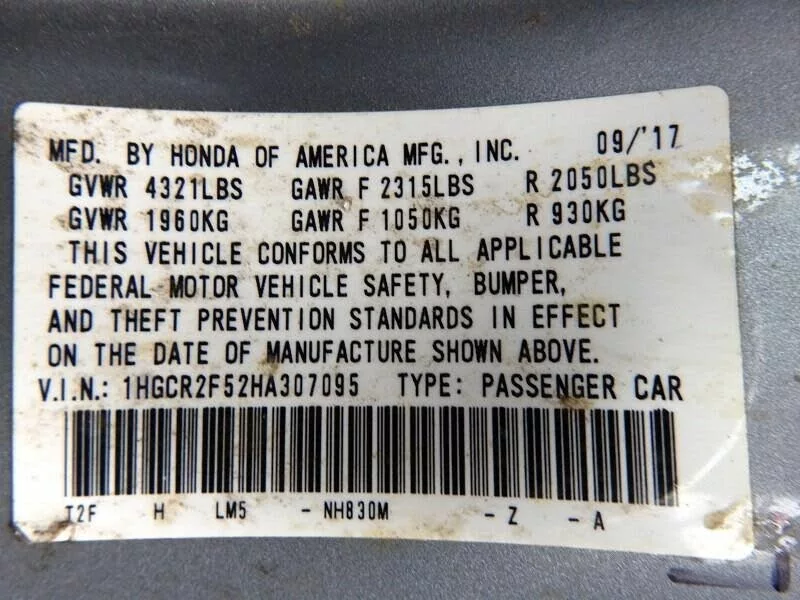 MFD. BY HONDA OF AMERICA MFG., INC. 09/'17
GVWR 4321LBS GAWR F 2315LBS R 2050LBS
GVWR 1960KG GAWR F 1050KG R 930KG
THIS VEHICLE CONFORMS TO ALL APPLICABLE
FEDERAL MOTOR VEHICLE SAFETY, BUMPER,
AND THEFT PREVENTION STANDARDS IN EFFECT
ON THE DATE OF MANUFACTURE SHOWN ABOVE.
V.I.N.: 1HGCR2F52HA307095 TYPE: PASSENGER CAR
T2F H LM5 - NH830M - Z - A